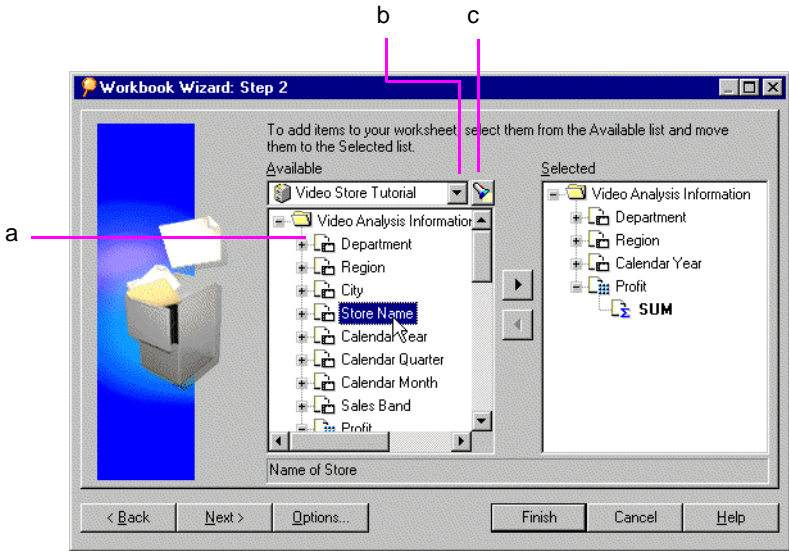 b
c
Workbook Wizard: Step 2
To add items to your worksheet, select them from the Available list and move
them to the Selected list.
Available
Selected
Video Store Tutorial
Video Analysis Information
a
Department
Region
City
Store Name
Calendar Year
Calendar Quarter
Calendar Month
Sales Band
Profit
Video Analysis Information
Department
Region
Calendar Year
Profit
SUM
Name of Store
< Back
Next >
Options...
Finish
Cancel
Help